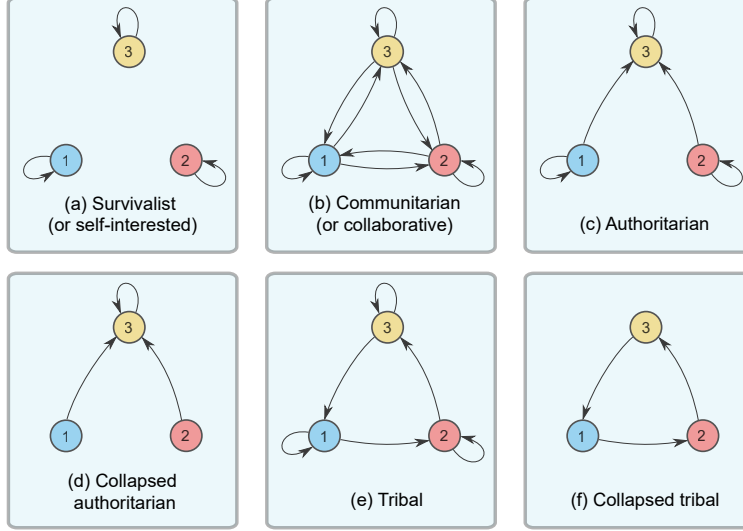 3
1
2
(a) Survivalist
(or self-interested)
3
1
2
(b) Communitarian
(or collaborative)
3
1
2
(c) Authoritarian
3
1
2
(d) Collapsed
authoritarian
3
1
2
(e) Tribal
3
1
2
(f) Collapsed tribal